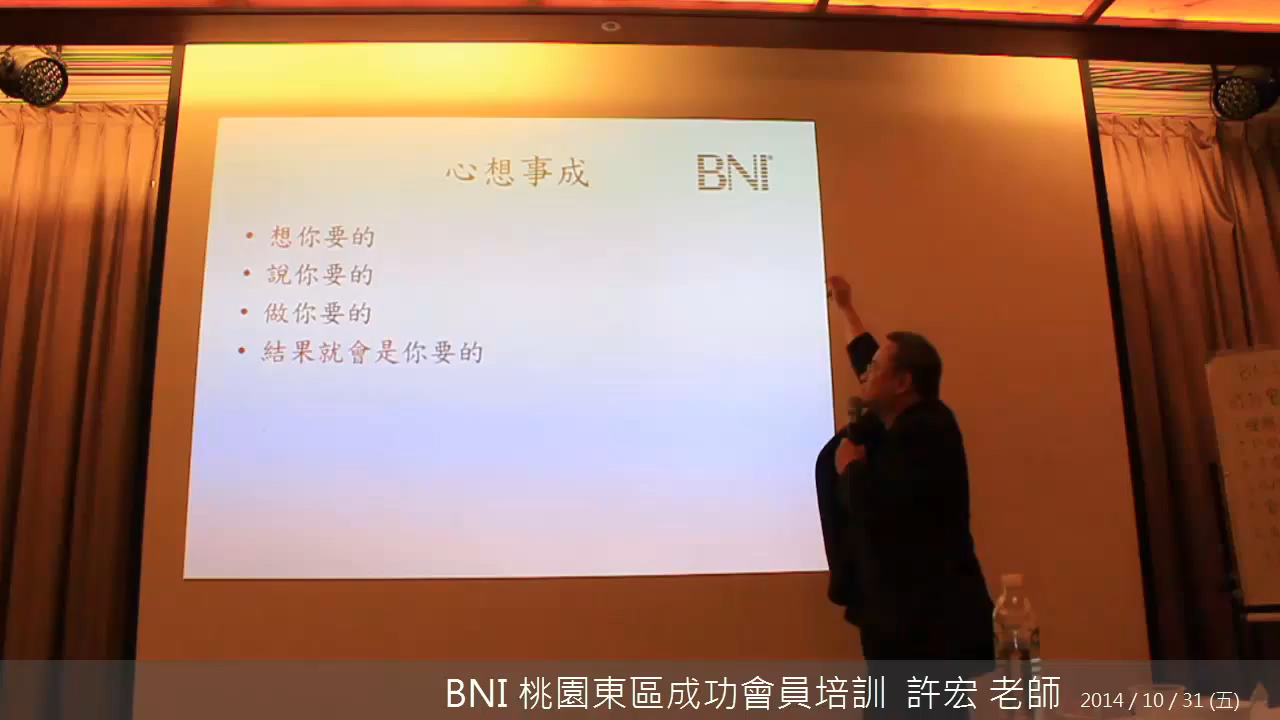 心想事成
BNI
• 想你要的
• 說你要的
• 做你要的
• 結果就會是你要的
BNI
BNI 桃園東區成功會員培訓 許宏 老師 2014 / 10 / 31 (五)